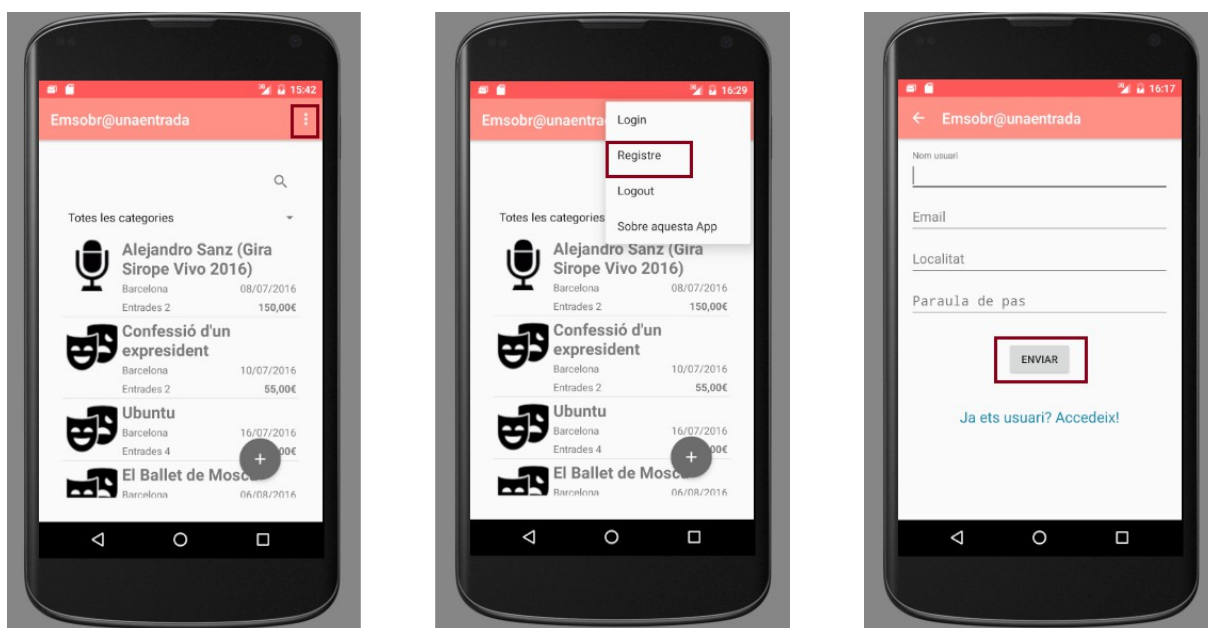 15:42
Emsobr@unaentrada
Totes les categories
Alejandro Sanz (Gira
Sirope Vivo 2016)
Barcelona 08/07/2016
Entrades 2 150,00€
Confessió d'un
expresident
Barcelona 10/07/2016
Entrades 2 55,00€
Ubuntu
Barcelona 16/07/2016
Entrades 4 00€
El Ballet de Mosc
Barcelona 06/08/2016
16:29
Emsobr@unaentra
Login
Registre
Logout
Sobre aquesta App
Totes les categories
Alejandro Sanz (Gira
Sirope Vivo 2016)
Barcelona 08/07/2016
Entrades 2 150,00€
Confessió d'un
expresident
Barcelona 10/07/2016
Entrades 2 55,00€
Ubuntu
Barcelona 16/07/2016
Entrades 4 00€
El Ballet de Mosc
Barcelona 06/08/2016
16:17
Emsobr@unaentrada
Nom usuari
Email
Localitat
Paraula de pas
ENVIAR
Ja ets usuari? Accedeix!